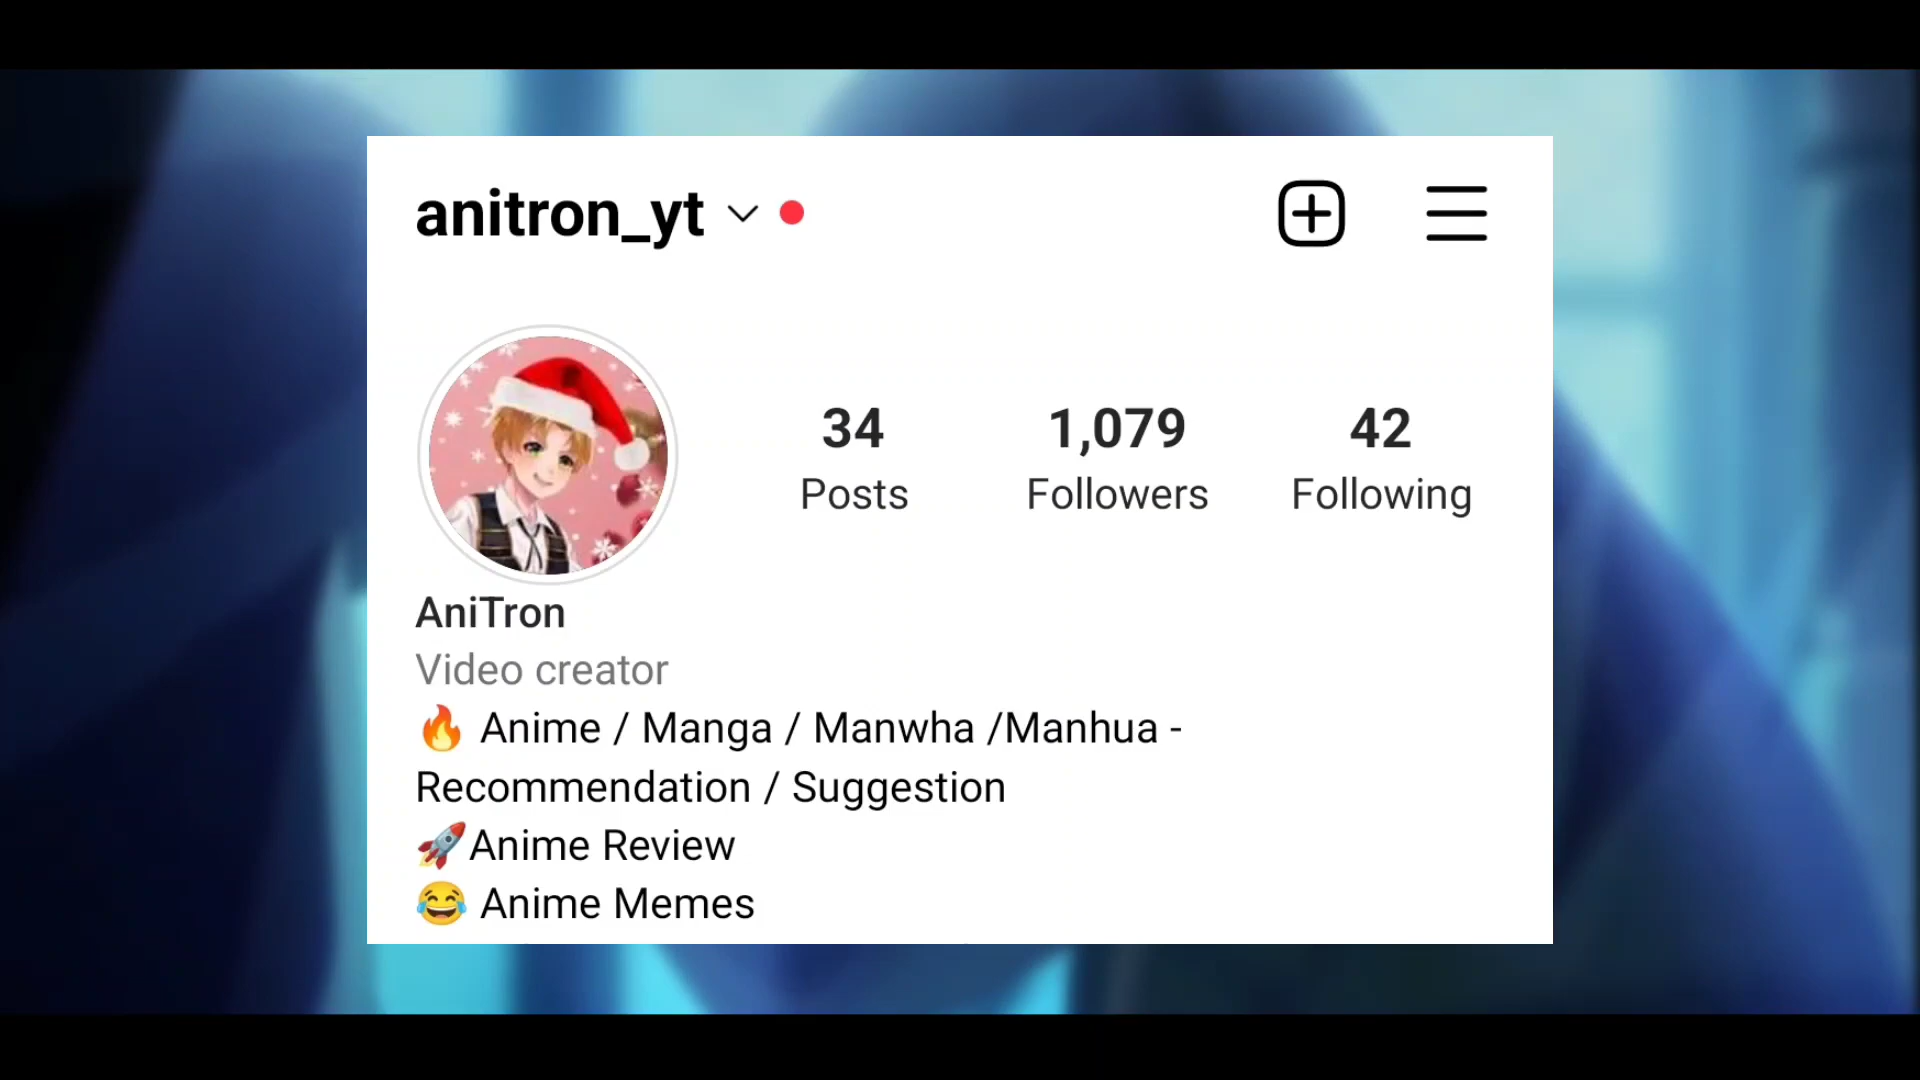 anitron_yt
34 1,079 42
Posts Followers Following
AniTron
Video creator
🔥 Anime / Manga / Manwha /Manhua -
Recommendation / Suggestion
🚀Anime Review
😂 Anime Memes